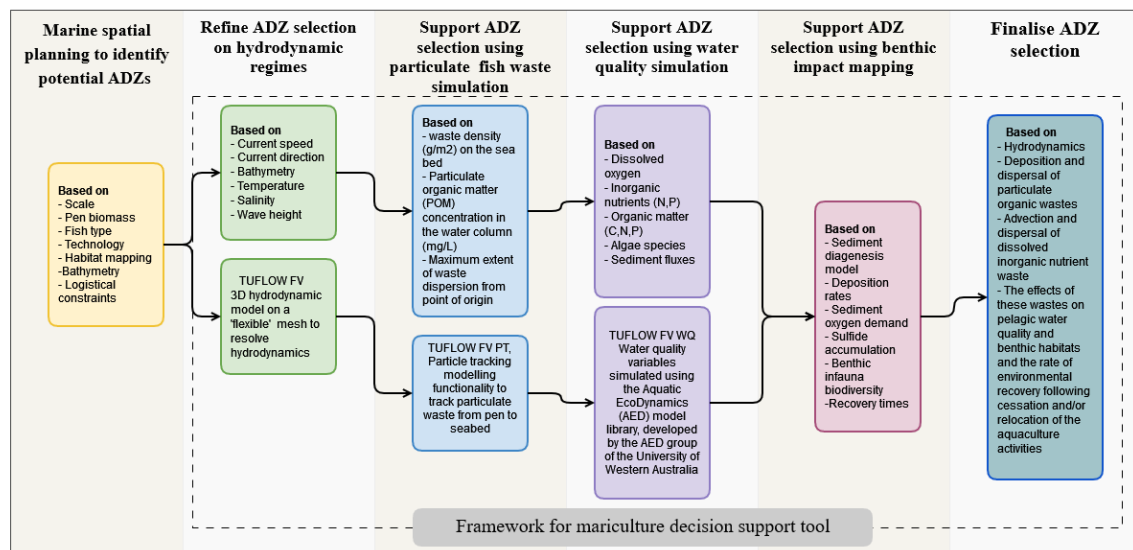 Marine spatial
planning to identify
potential ADZs
Refine ADZ selection
on hydrodynamic
regimes
Support ADZ
selection using
particulate fish waste
simulation
Support ADZ
selection using water
quality simulation
Support ADZ
selection using benthic
impact mapping
Finalise ADZ
selection
Based on
- Scale
- Pen biomass
- Fish type
- Technology
- Habitat mapping
-Bathymetry
- Logistical
constraints
Based on
- Current speed
- Current direction
- Bathymetry
- Temperature
- Salinity
- Wave height
TUFLOW FV
3D hydrodynamic
model on a
'flexible' mesh to
resolve hydrodynamics
Based on
- waste density
(g/m2) on the sea
bed
- Particulate
organic matter
(POM)
concentration in
the water column
(mg/L)
- Maximum extent
of waste
dispersion from
point of origin
TUFLOW FV PT,
Particle tracking
modelling
functionality to
track particulate
waste from pen to
seabed
Based on
- Dissolved
oxygen
- Inorganic
nutrients (N,P)
- Organic matter
(C,N,P)
- Algae species
- Sediment fluxes
TUFLOW FV WQ
Water quality
variables
simulated using
the Aquatic
EcoDynamics
(AED) model
library, developed
by the AED group
of the University of
Western Australia
Based on
- Sediment
diagenesis model
- Deposition
rates
- Sediment
oxygen demand
- Sulfide
accumulation
- Benthic
infauna
biodiversity
-Recovery times
Based on
- Hydrodynamics
- Deposition and
dispersal of
particulate
organic wastes
- Advection and
dispersal of
dissolved
inorganic nutrient
waste
- The effects of
these wastes on
pelagic water
quality and
benthic habitats
and the rate of
environmental
recovery following
cessation and/or
relocation of the
aquaculture
activities
Framework for mariculture decision support tool